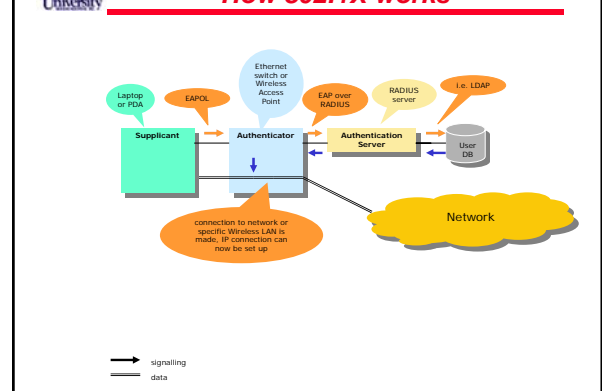 University
How 802.1X works
Ethernet
switch or
Wireless
Access
Point
Laptop
or PDA
EAPOL
EAP over
RADIUS
RADIUS
server
i.e. LDAP
Supplicant
Authenticator
Authentication
Server
User
DB
connection to network or
specific Wireless LAN is
made, IP connection can
now be set up
Network
signalling
data